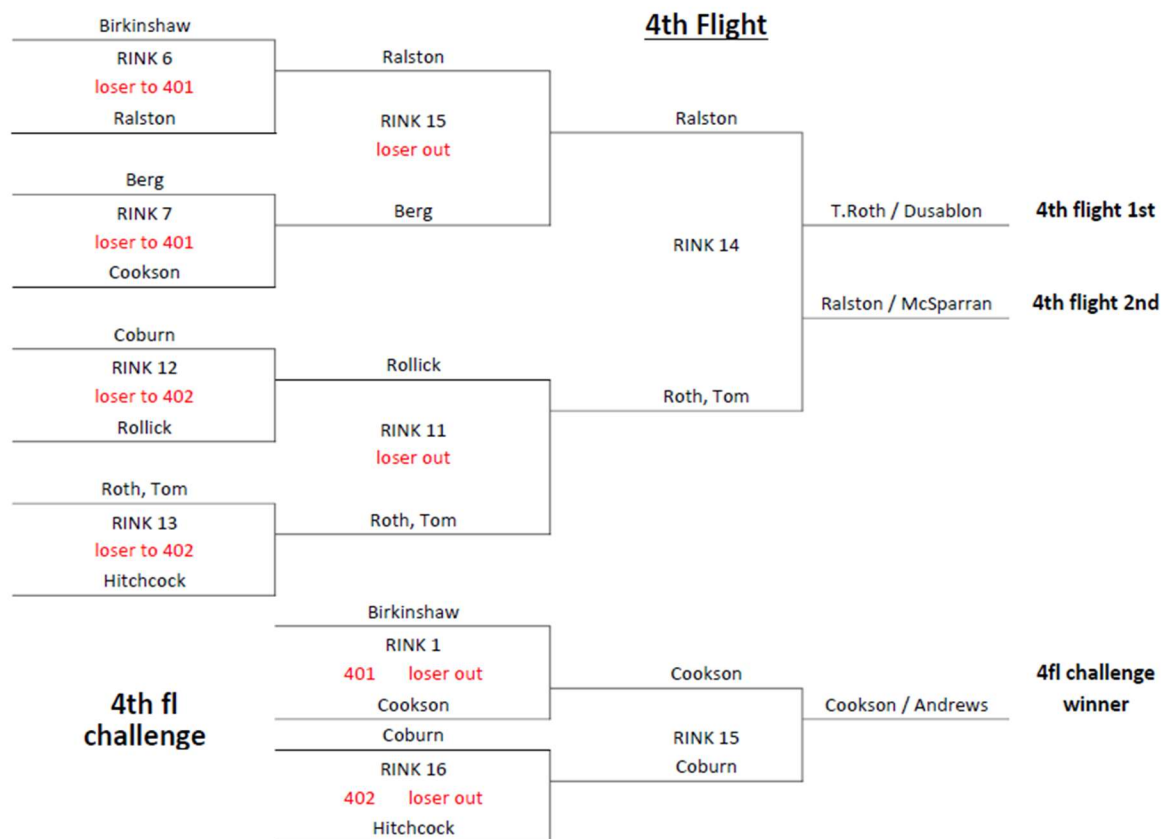 4th Flight
Birkinshaw
RINK 6
loser to 401
Ralston
Berg
RINK 7
loser to 401
Cookson
Coburn
RINK 12
loser to 402
Rollick
Roth, Tom
RINK 13
loser to 402
Hitchcock
Ralston
RINK 15
loser out
Berg
Rollick
RINK 11
loser out
Roth, Tom
Ralston
RINK 14
Roth, Tom
T.Roth / Dusablon
4th flight 1st
Ralston / McSparran
4th flight 2nd
4th fl
challenge
Birkinshaw
RINK 1
401 loser out
Cookson
Coburn
RINK 16
402 loser out
Hitchcock
Cookson
RINK 15
Coburn
Cookson / Andrews
4fl challenge
winner